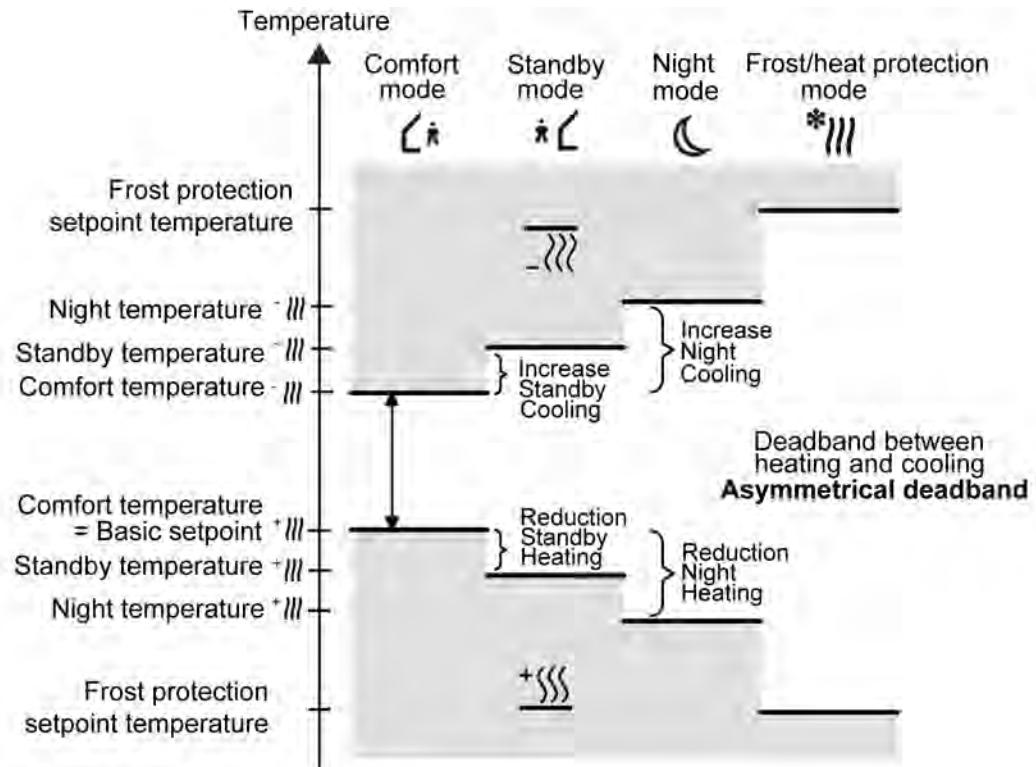 Temperature
Comfort
mode
Standby
mode
Night
mode
Frost/heat protection
mode
Frost protection
setpoint temperature
Night temperature -
Standby temperature -
Comfort temperature -
Increase
Standby
Cooling
Increase
Night
Cooling
Deadband between
heating and cooling
Asymmetrical deadband
Comfort temperature
= Basic setpoint +
Standby temperature +
Night temperature +
Reduction
Standby
Heating
Reduction
Night
Heating
Frost protection
setpoint temperature